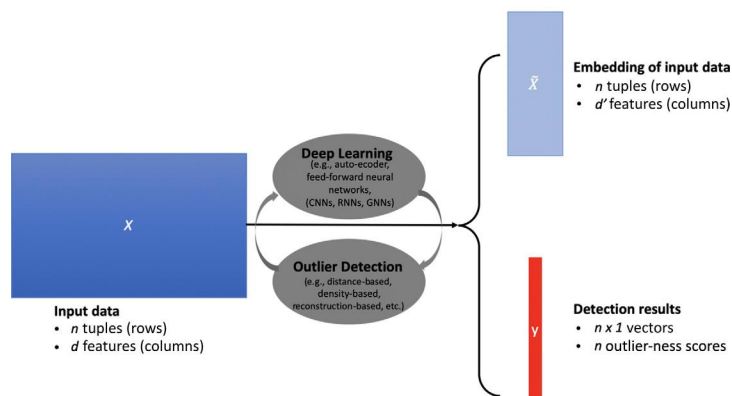 X
Input data
• n tuples (rows)
• d features (columns)
Deep Learning
(e.g., auto-ecoder,
feed-forward neural
networks,
(CNNs, RNNs, GNNs)
Outlier Detection
(e.g., distance-based,
density-based,
reconstruction-based, etc.)
X̃
Embedding of input data
• n tuples (rows)
• d’ features (columns)
y
Detection results
• n x 1 vectors
• n outlier-ness scores